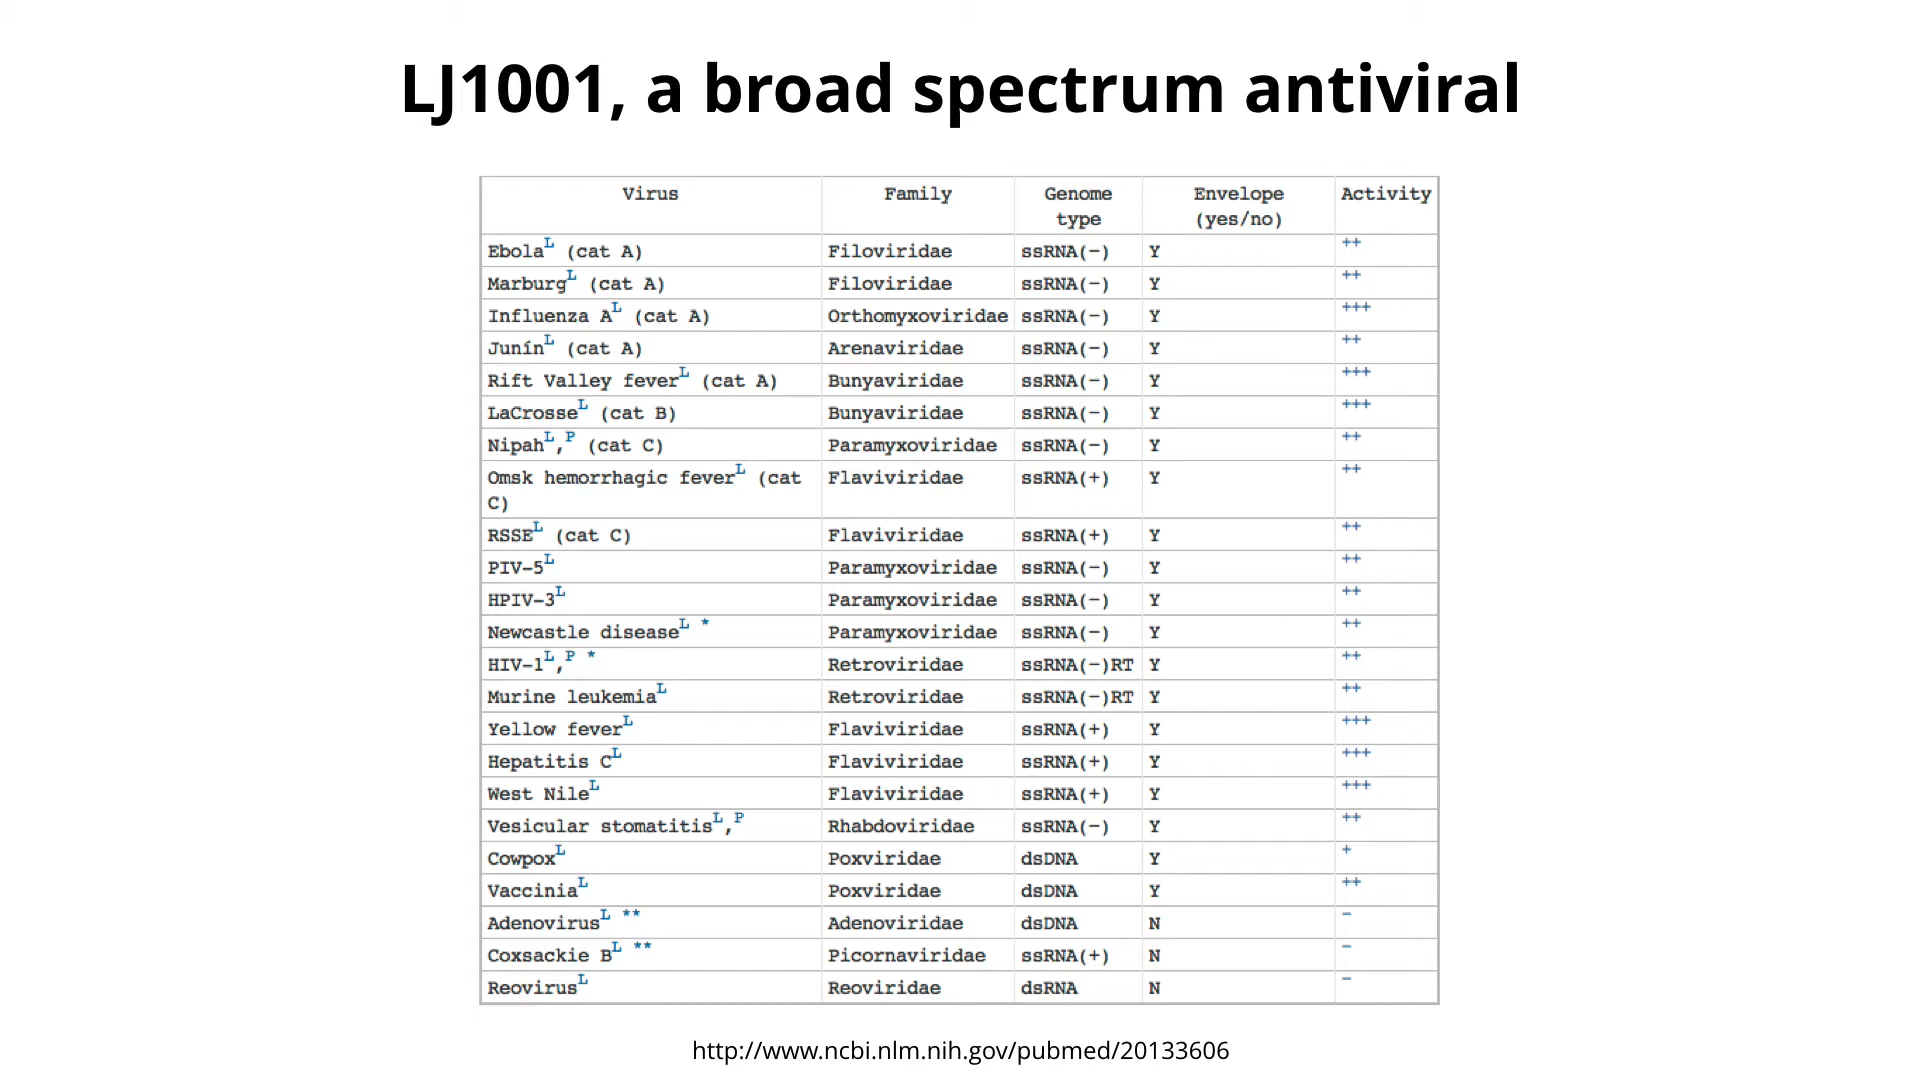 LJ1001, a broad spectrum antiviral
Virus Family Genome type Envelope (yes/no) Activity
Ebola^L (cat A) Filoviridae ssRNA(−) Y ++
Marburg^L (cat A) Filoviridae ssRNA(−) Y ++
Influenza A^L (cat A) Orthomyxoviridae ssRNA(−) Y +++
Junín^L (cat A) Arenaviridae ssRNA(−) Y ++
Rift Valley fever^L (cat A) Bunyaviridae ssRNA(−) Y +++
LaCrosse^L (cat B) Bunyaviridae ssRNA(−) Y +++
Nipah^L,^P (cat C) Paramyxoviridae ssRNA(−) Y ++
Omsk hemorrhagic fever^L (cat C) Flaviviridae ssRNA(+) Y ++
RSSE^L (cat C) Flaviviridae ssRNA(+) Y ++
PIV−5^L Paramyxoviridae ssRNA(−) Y ++
HPIV−3^L Paramyxoviridae ssRNA(−) Y ++
Newcastle disease^L * Paramyxoviridae ssRNA(−) Y ++
HIV−1^L,^P * Retroviridae ssRNA(−)RT Y ++
Murine leukemia^L Retroviridae ssRNA(−)RT Y ++
Yellow fever^L Flaviviridae ssRNA(+) Y +++
Hepatitis C^L Flaviviridae ssRNA(+) Y +++
West Nile^L Flaviviridae ssRNA(+) Y +++
Vesicular stomatitis^L,^P Rhabdoviridae ssRNA(−) Y ++
Cowpox^L Poxviridae dsDNA Y +
Vaccinia^L Poxviridae dsDNA Y ++
Adenovirus^L ** Adenoviridae dsDNA N −
Coxsackie B^L ** Picornaviridae ssRNA(+) N −
Reovirus^L Reoviridae dsRNA N −
http://www.ncbi.nlm.nih.gov/pubmed/20133606